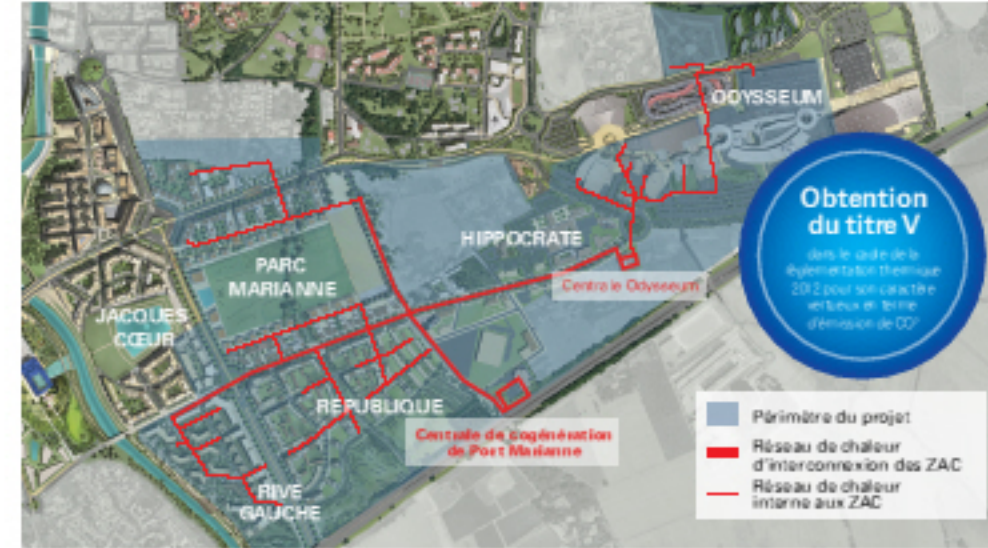 ODYSSEUM
Obtention
du titre V
dans le cadre de la
règlementation thermique
2012 pour son caractère
vertueux en terme
d'émission de CO²
HIPPOCRATE
PARC
MARIANNE
Centrale Odysseum
JACQUES
CŒUR
RÉPUBLIQUE
Centrale de cogénération
de Port Marianne
RIVE
GAUCHE
Périmètre du projet
Réseau de chaleur
d'interconnexion des ZAC
Réseau de chaleur
interne aux ZAC